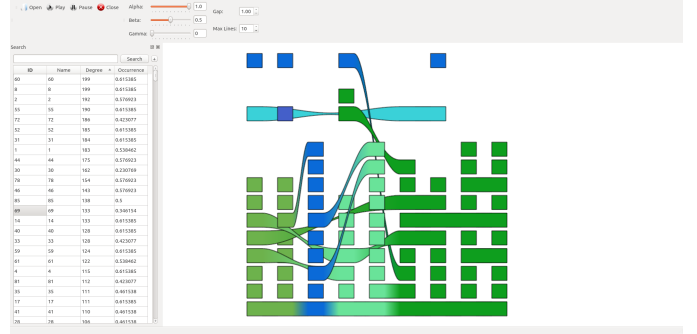 Open Play Pause Close Alpha: 1.0 Gap: 1.00
Beta: 0.5
Max Lines: 10
Gamma: 0
Search
Search
ID Name Degree Occurrence
60 60 199 0.615385
8 8 199 0.615385
2 2 192 0.576923
55 55 190 0.615385
72 72 186 0.423077
52 52 185 0.615385
31 31 184 0.615385
1 1 183 0.538462
44 44 175 0.576923
30 30 162 0.230769
78 78 154 0.576923
46 46 143 0.576923
85 85 138 0.5
69 69 133 0.346154
14 14 133 0.615385
40 40 128 0.615385
33 33 128 0.423077
59 59 124 0.615385
61 61 122 0.538462
4 4 115 0.615385
81 81 112 0.423077
35 35 111 0.461538
17 17 111 0.615385
41 41 110 0.461538
28 28 106 0.461538